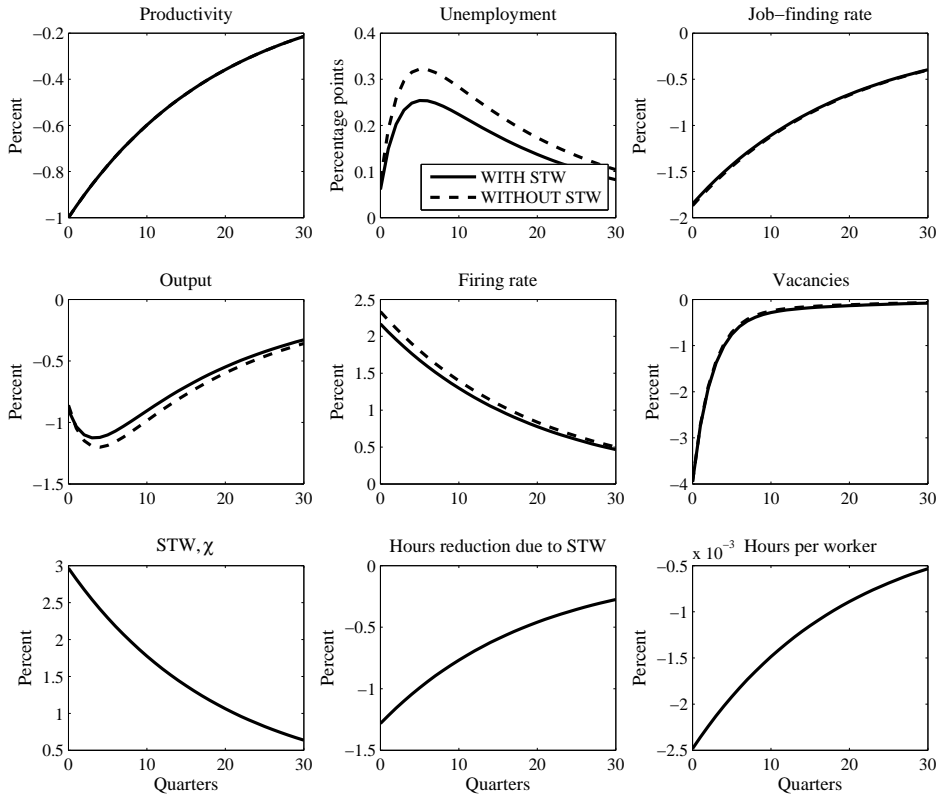 Productivity
Percent
−0.2
−0.4
−0.6
−0.8
−1
0 10 20 30
Unemployment
Percentage points
0.4
0.3
0.2
0.1
0
0 10 20 30
WITH STW
WITHOUT STW
Job−finding rate
Percent
0
−0.5
−1
−1.5
−2
0 10 20 30
Output
Percent
0
−0.5
−1
−1.5
0 10 20 30
Firing rate
Percent
2.5
2
1.5
1
0.5
0
0 10 20 30
Vacancies
Percent
0
−1
−2
−3
−4
0 10 20 30
STW, χ
Percent
3
2.5
2
1.5
1
0.5
0 10 20 30
Quarters
Hours reduction due to STW
Percent
0
−0.5
−1
−1.5
0 10 20 30
Quarters
Hours per worker
x 10⁻³
Percent
−0.5
−1
−1.5
−2
−2.5
0 10 20 30
Quarters